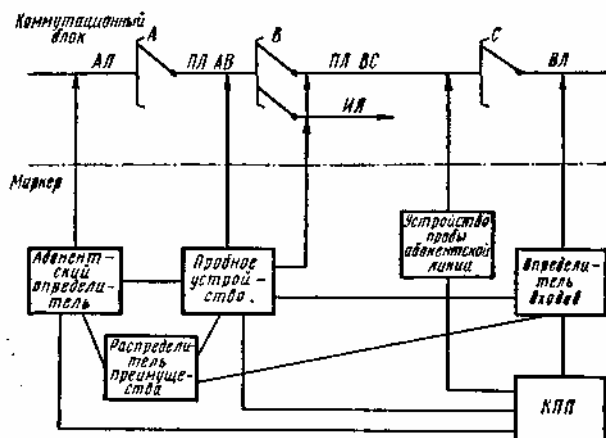 Коммутационный
блок
А
В
С
АЛ
ПЛ АВ
ПЛ ВС
ВЛ
ИЛ
Маркер
Абонент-
ский
определи-
тель
Пробное
устрой-
ство.
Устройство
пробы
абонентской
линии
Определи-
тель
входов
Распредели-
тель
преимуще-
ства
КПП